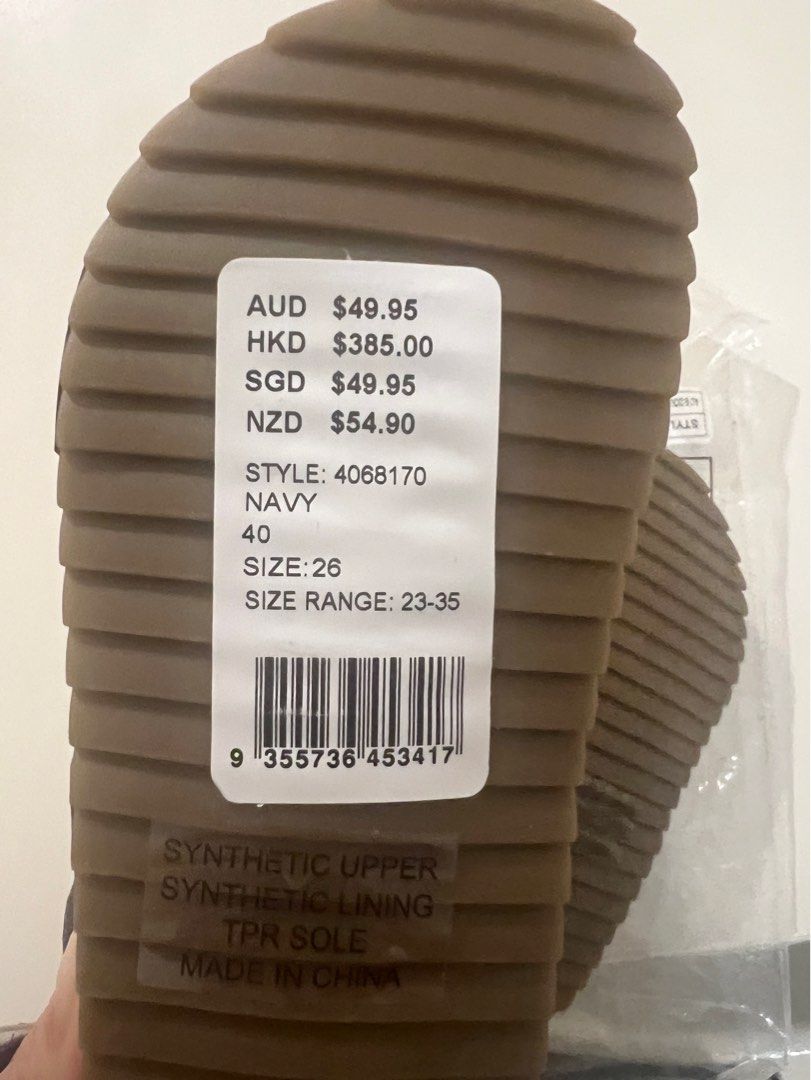 AUD $49.95
HKD $385.00
SGD $49.95
NZD $54.90
STYLE: 4068170
NAVY
40
SIZE:26
SIZE RANGE: 23-35
9 355736 453417
SYNTHETIC UPPER
SYNTHETIC LINING
TPR SOLE
MADE IN CHINA